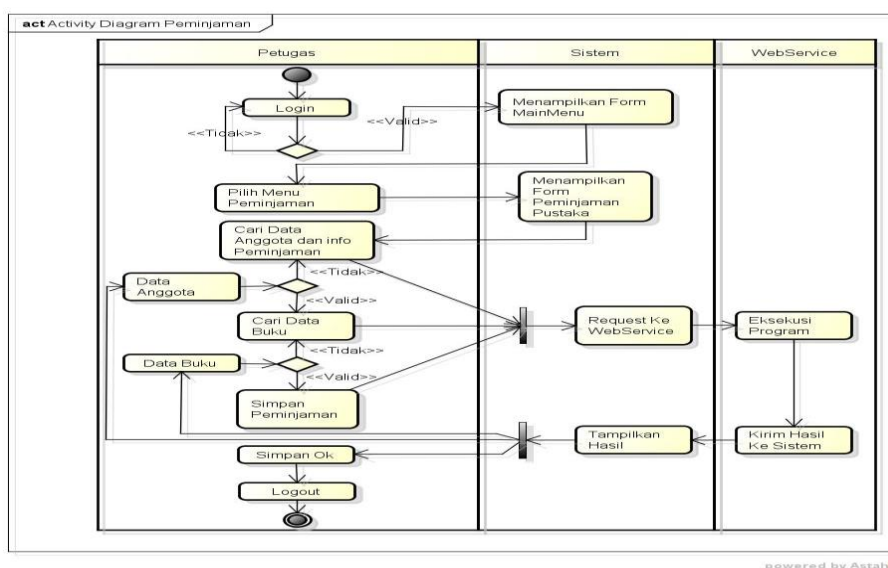 act Activity Diagram Peminjaman
Petugas
Sistem
WebService
Login
Menampilkan Form
MainMenu
<<Tidak>>
<<Valid>>
Pilih Menu
Peminjaman
Menampilkan
Form
Peminjaman
Pustaka
Cari Data
Anggota dan info
Peminjaman
<<Tidak>>
Data
Anggota
<<Valid>>
Cari Data
Buku
Request Ke
WebService
Eksekusi
Program
<<Tidak>>
Data Buku
<<Valid>>
Simpan
Peminjaman
Tampilkan
Hasil
Kirim Hasil
Ke Sistem
Simpan Ok
Logout
powered by Astah